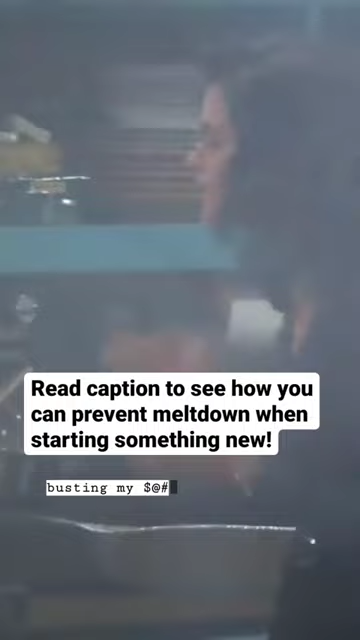 Read caption to see how you
can prevent meltdown when
starting something new!
busting my $@#